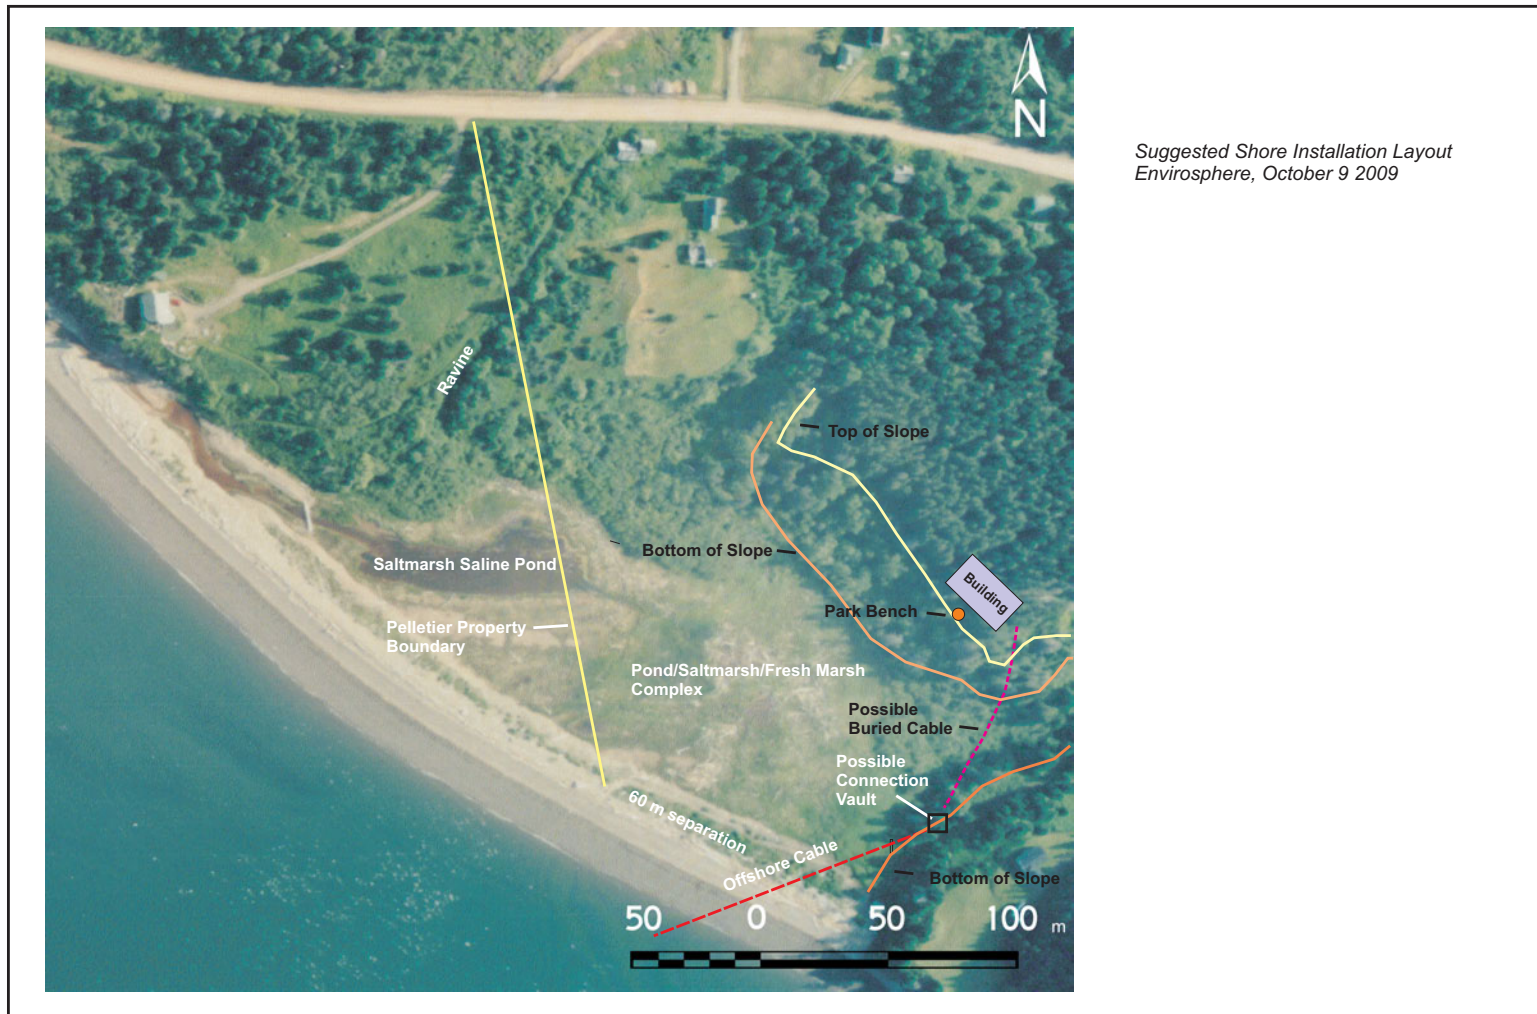 N
Suggested Shore Installation Layout
Envirosphere, October 9 2009
Ravine
Top of Slope
Bottom of Slope
Saltmarsh Saline Pond
Building
Park Bench
Pelletier Property
Boundary
Pond/Saltmarsh/Fresh Marsh
Complex
Possible
Buried Cable
Possible
Connection
Vault
60 m separation
Offshore Cable
Bottom of Slope
50 0 50 100 m